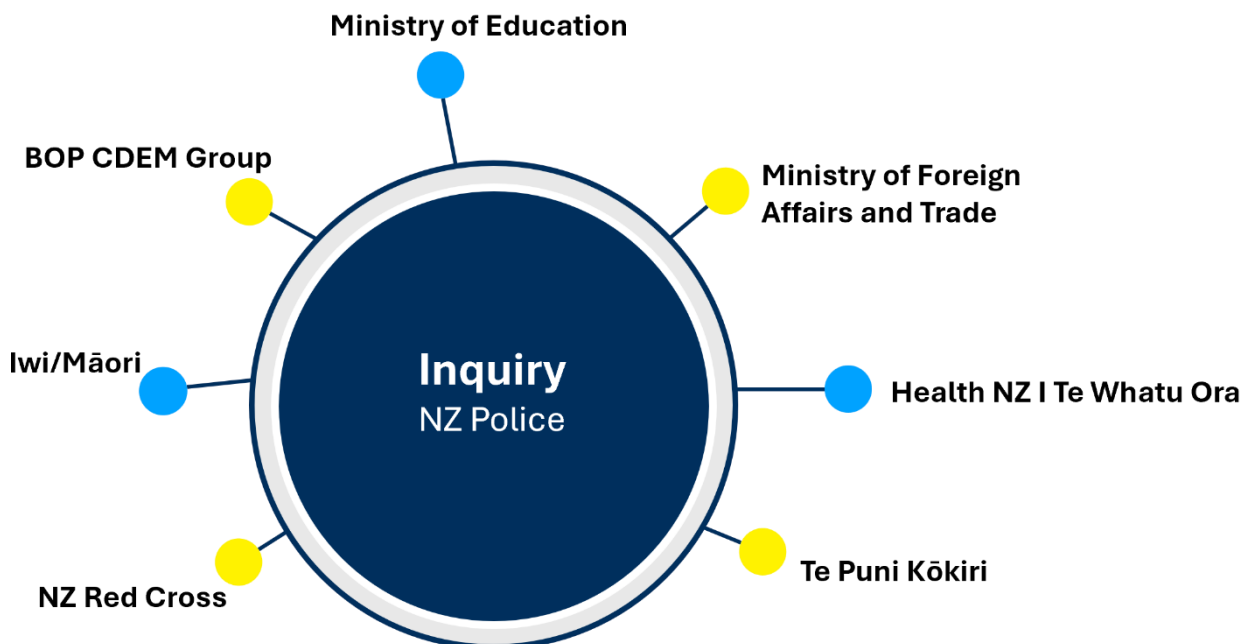 Ministry of Education
BOP CDEM Group
Ministry of Foreign
Affairs and Trade
Iwi/Māori
Inquiry
NZ Police
Health NZ I Te Whatu Ora
Te Puni Kōkiri
NZ Red Cross